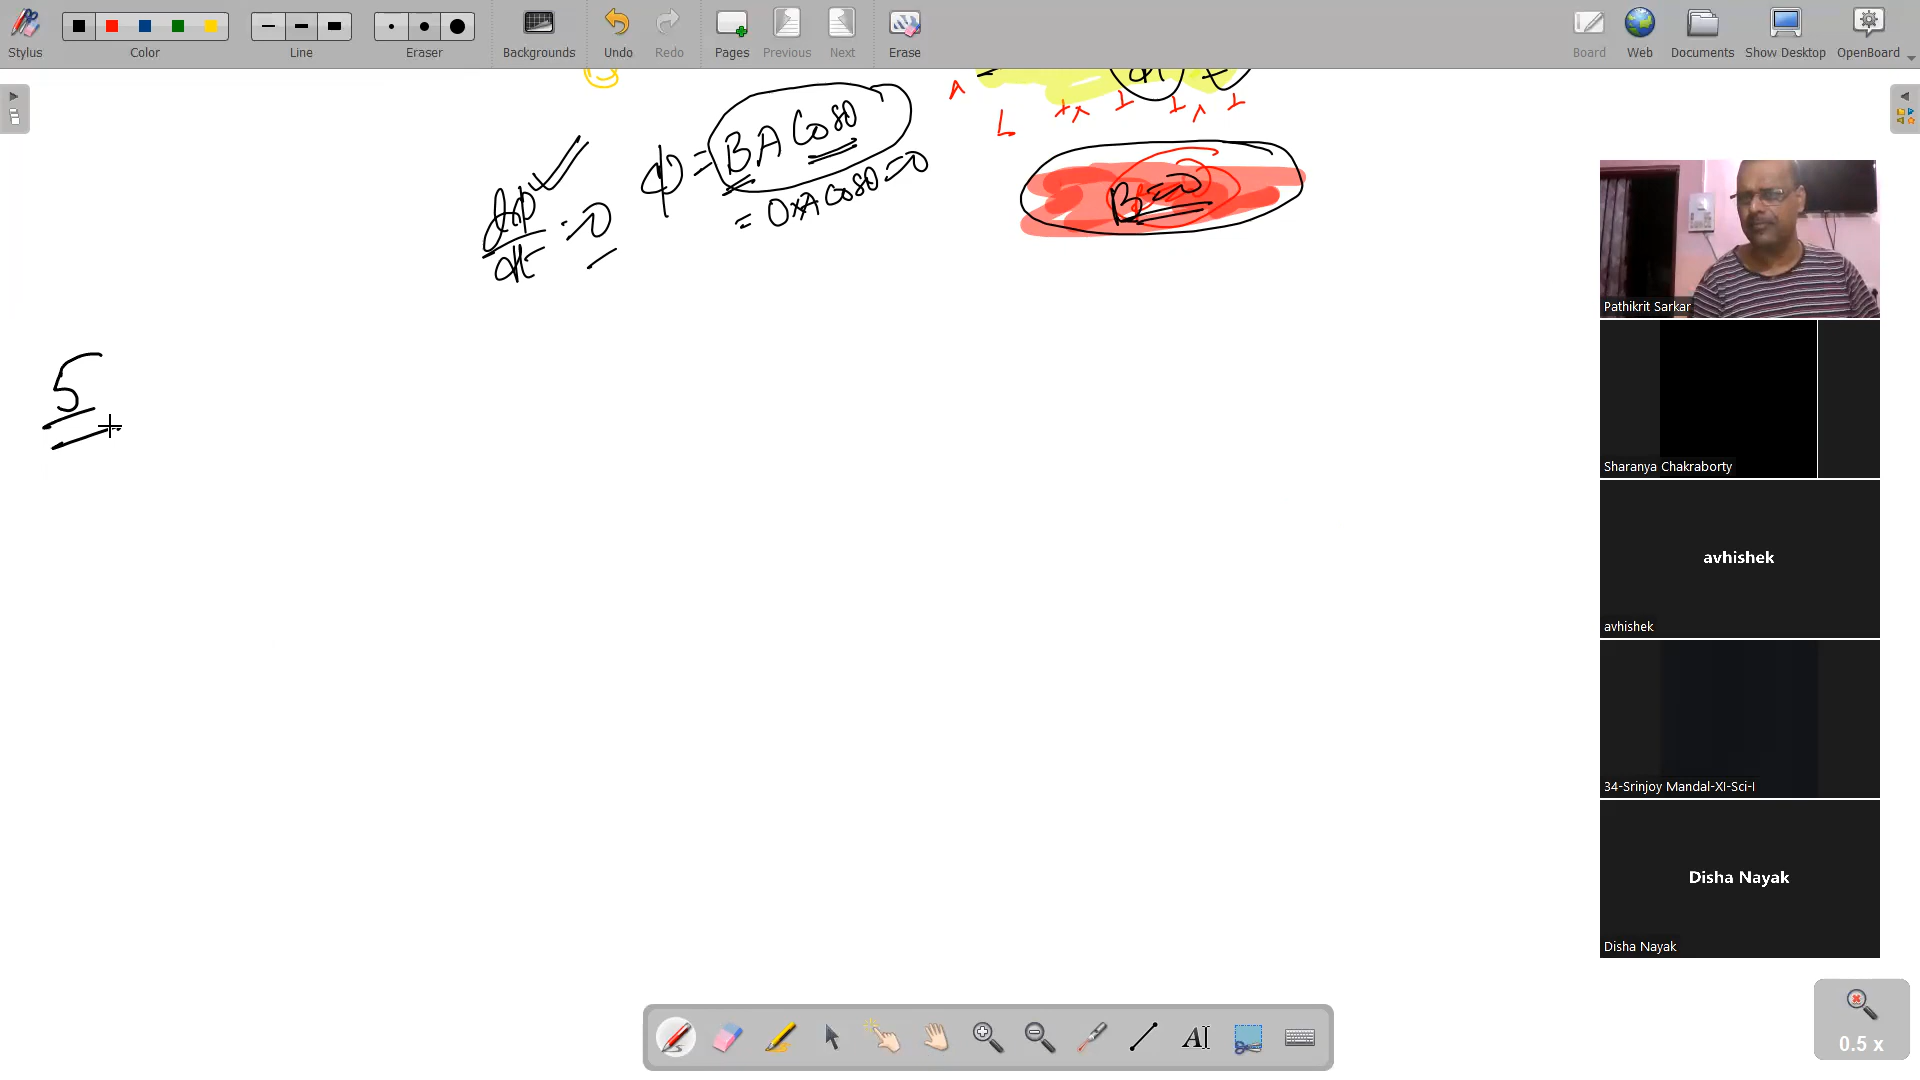 Stylus
Color
Line
Eraser
Backgrounds
Undo
Redo
Pages
Previous
Next
Erase
Board
Web
Documents
Show Desktop
OpenBoard
ϕ = BA Cosθ
= 0×A Cosθ = 0
dϕ/dt = 0
B = 0
5
Pathikrit Sarkar
Sharanya Chakraborty
avhishek
avhishek
34-Srinjoy Mandal-XI-Sci-I
Disha Nayak
Disha Nayak
0.5 x